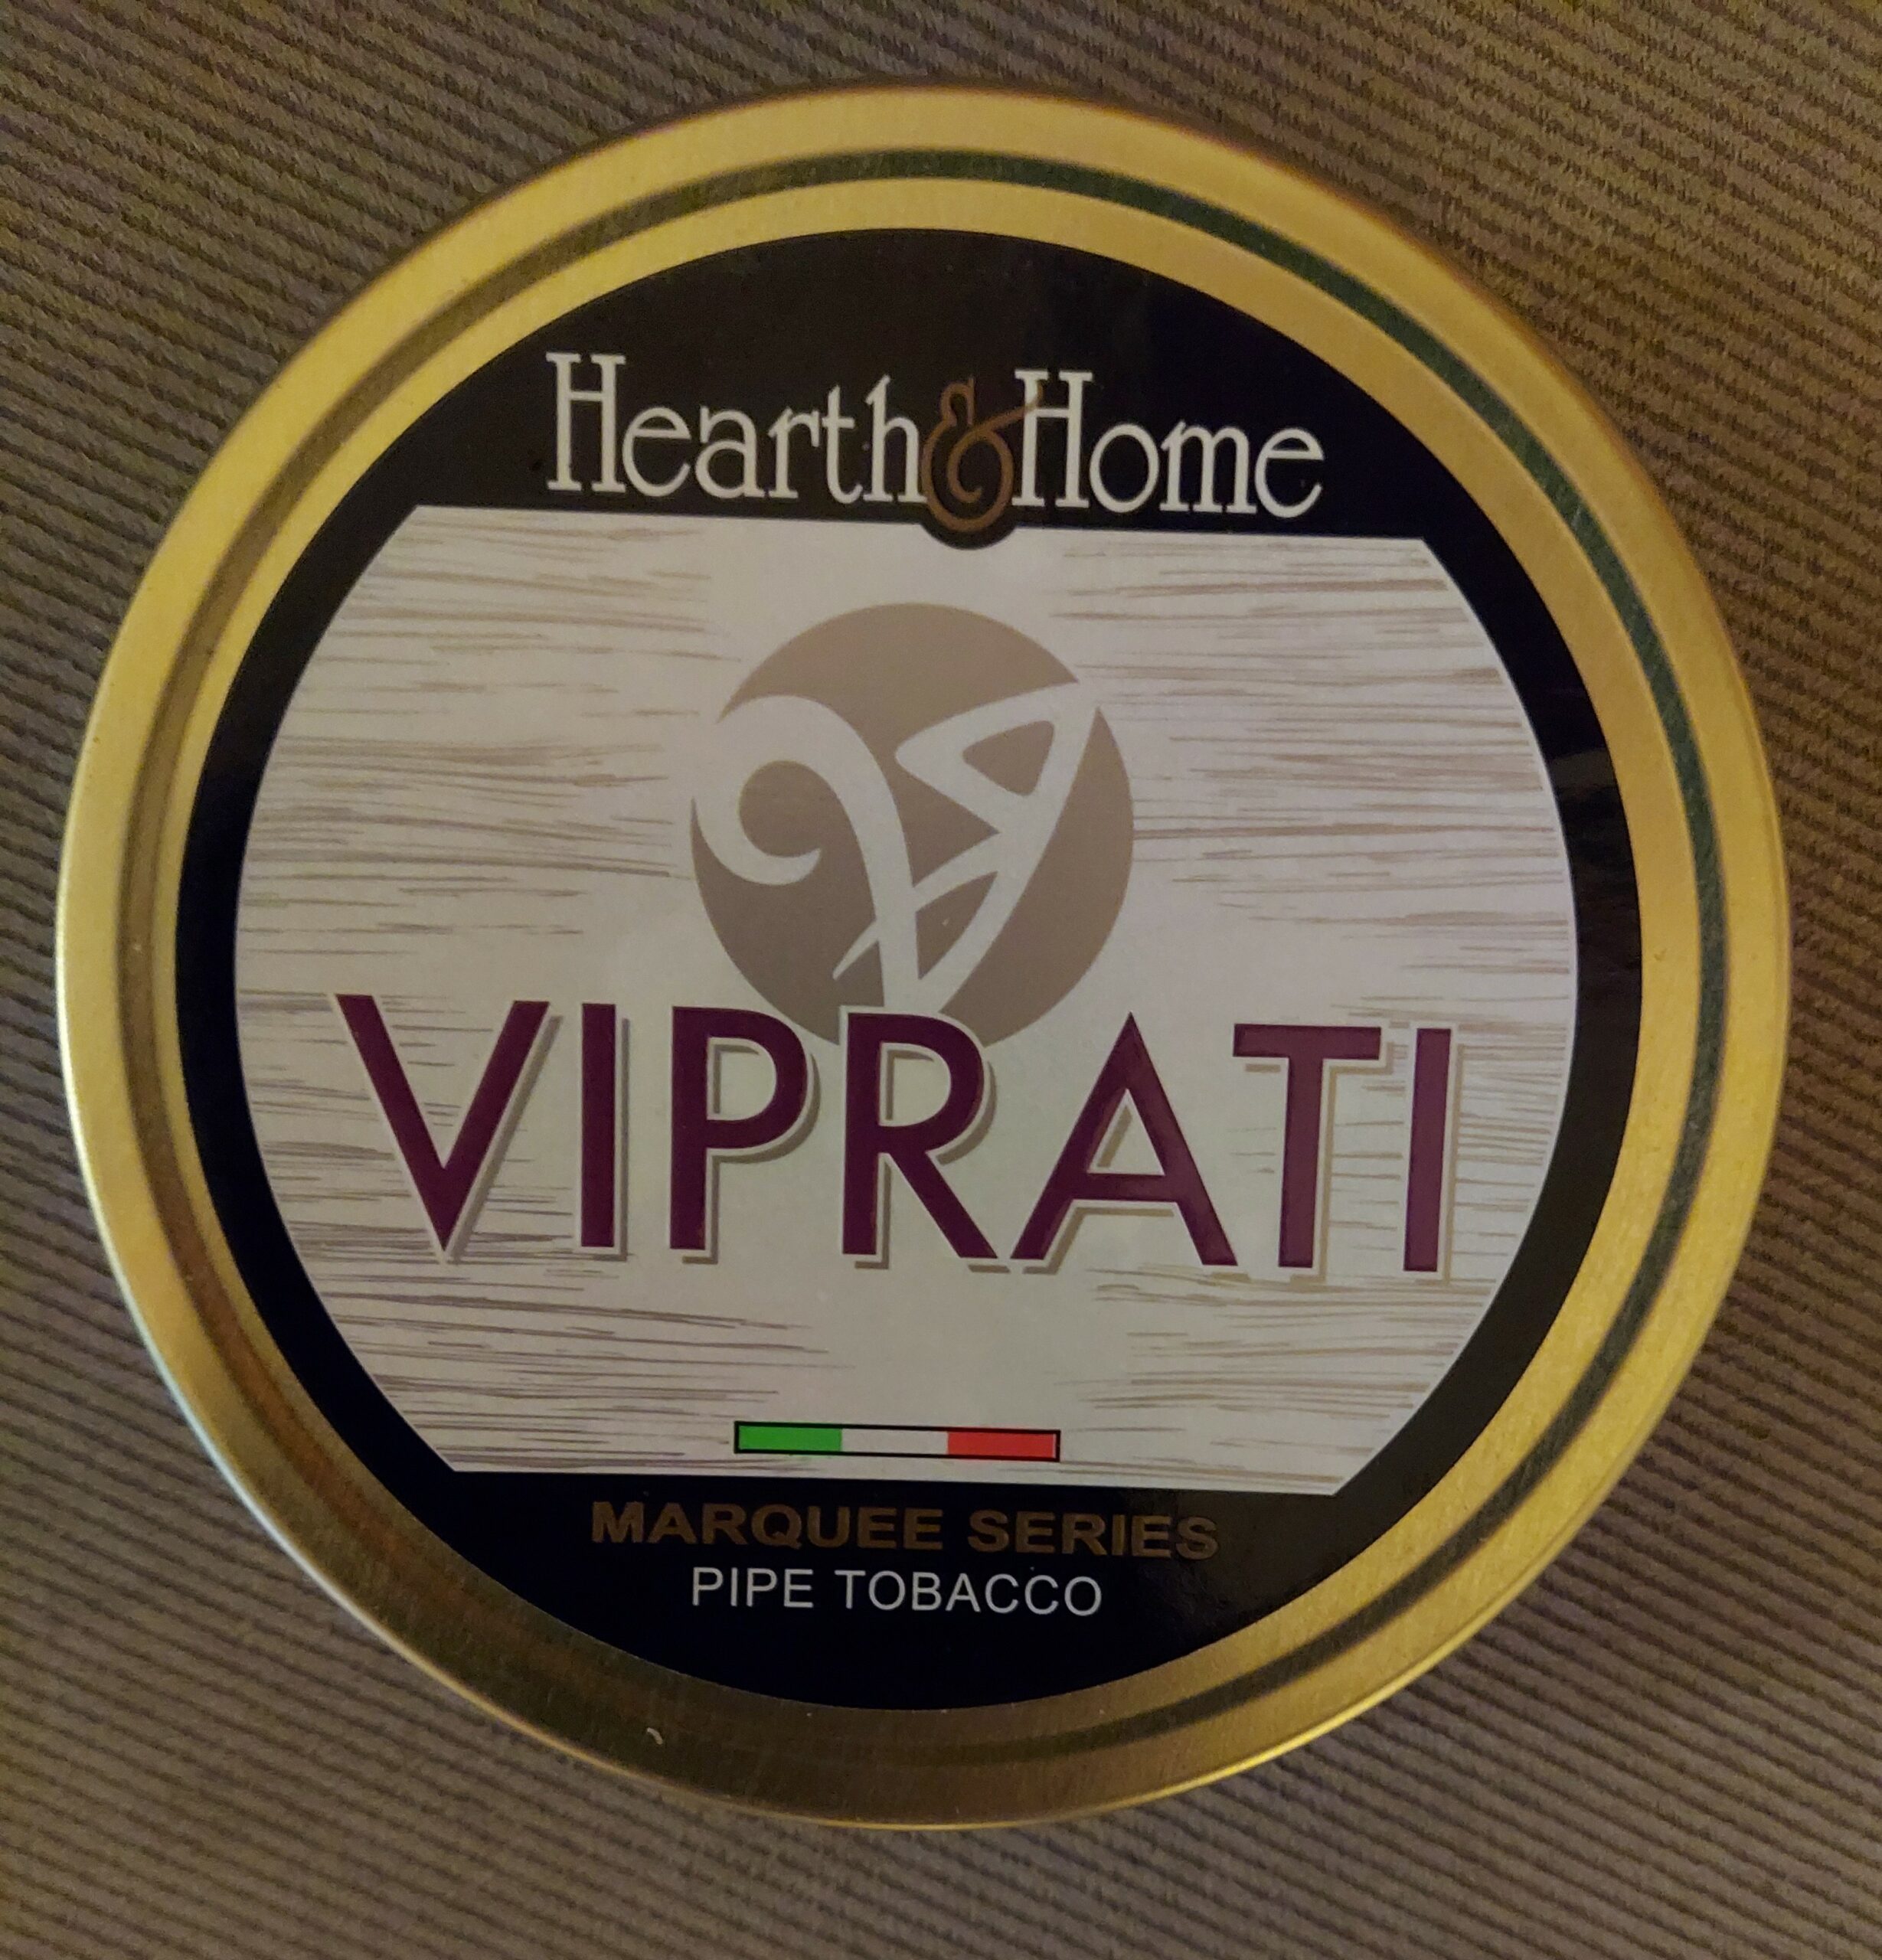 Hearth & Home
VIPRATI
MARQUEE SERIES
PIPE TOBACCO